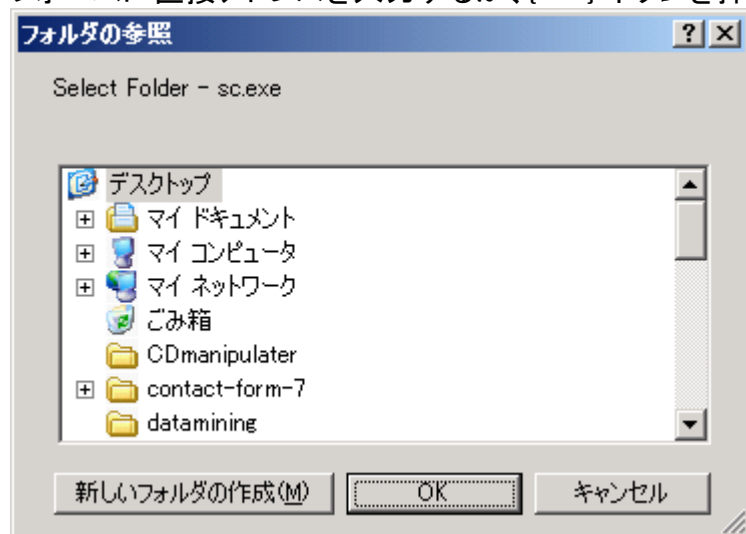 フォルダの参照
Select Folder - sc.exe
デスクトップ
マイ ドキュメント
マイ コンピュータ
マイ ネットワーク
ごみ箱
CDmanipulater
contact-form-7
datamining
新しいフォルダの作成(M)
OK
キャンセル